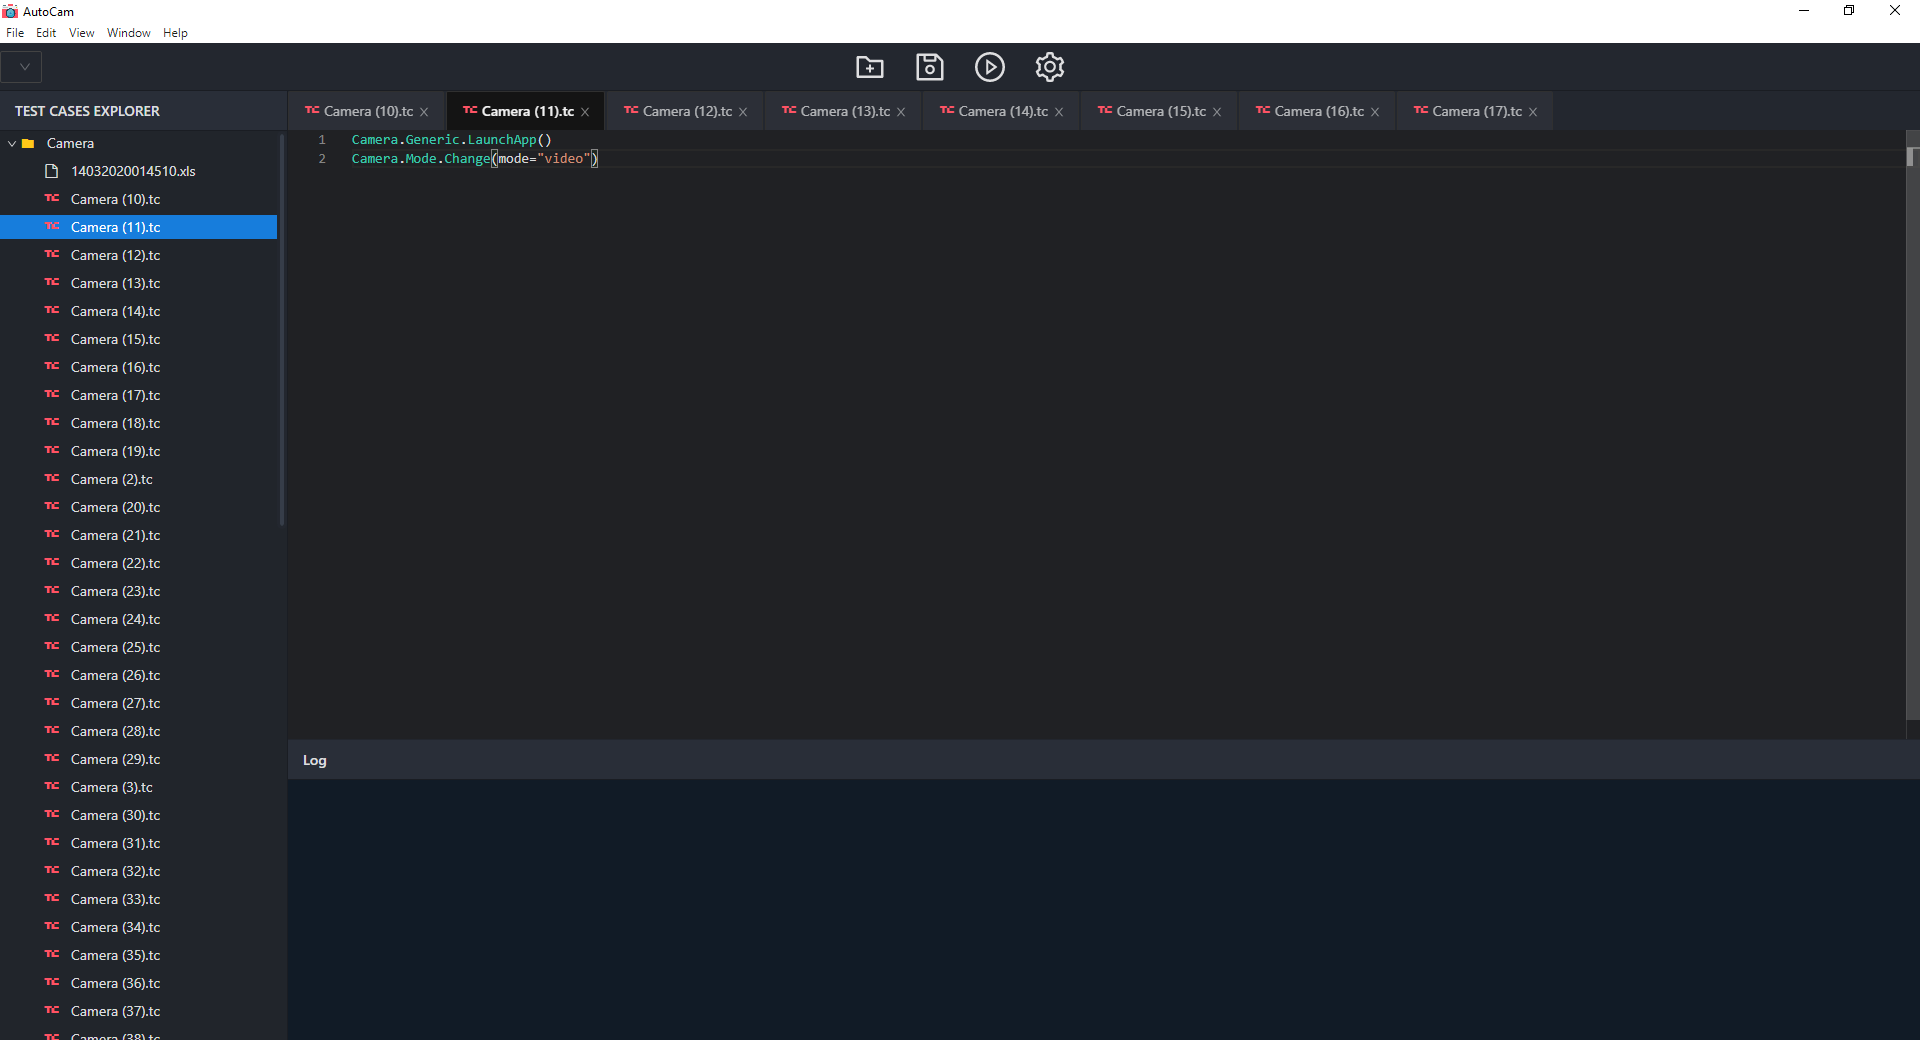 AutoCam
File Edit View Window Help
TEST CASES EXPLORER
Camera
14032020014510.xls
TC Camera (10).tc
TC Camera (11).tc
TC Camera (12).tc
TC Camera (13).tc
TC Camera (14).tc
TC Camera (15).tc
TC Camera (16).tc
TC Camera (17).tc
TC Camera (18).tc
TC Camera (19).tc
TC Camera (2).tc
TC Camera (20).tc
TC Camera (21).tc
TC Camera (22).tc
TC Camera (23).tc
TC Camera (24).tc
TC Camera (25).tc
TC Camera (26).tc
TC Camera (27).tc
TC Camera (28).tc
TC Camera (29).tc
TC Camera (3).tc
TC Camera (30).tc
TC Camera (31).tc
TC Camera (32).tc
TC Camera (33).tc
TC Camera (34).tc
TC Camera (35).tc
TC Camera (36).tc
TC Camera (37).tc
TC Camera (38).tc
TC Camera (10).tc TC Camera (11).tc TC Camera (12).tc TC Camera (13).tc TC Camera (14).tc TC Camera (15).tc TC Camera (16).tc TC Camera (17).tc
1 Camera.Generic.LaunchApp()
2 Camera.Mode.Change(mode="video")
Log